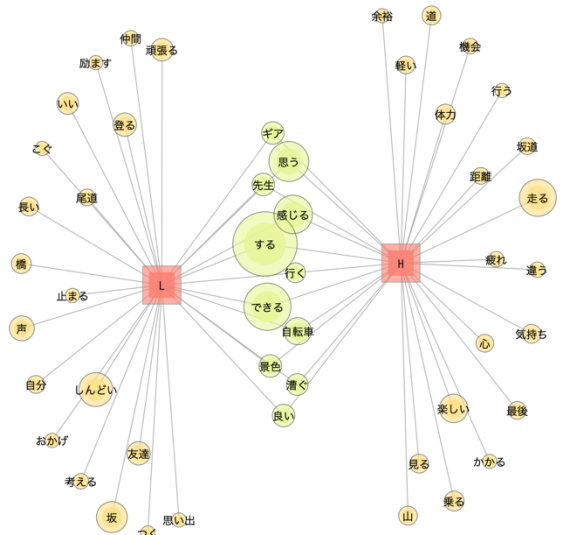 仲間
頑張る
励ます
いい
登る
こぐ
尾道
長い
橋
止まる
声
自分
しんどい
おかげ
友達
考える
坂
つく
思い出
L
ギア
思う
先生
感じる
する
行く
できる
自転車
景色
漕ぐ
良い
H
余裕
道
機会
軽い
行う
体力
坂道
距離
走る
疲れ
違う
気持ち
心
楽しい
最後
見る
かかる
乗る
山